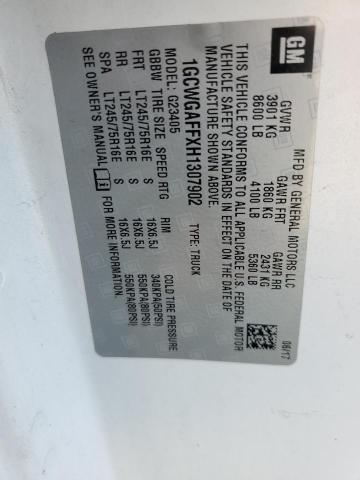 GM
MFD BY GENERAL MOTORS LLC
GVWR GAWR FRT GAWR RR
3901 KG 1860 KG 2431 KG
8600 LB 4100 LB 5360 LB
06/17
THIS VEHICLE CONFORMS TO ALL APPLICABLE U.S. FEDERAL MOTOR
VEHICLE SAFETY STANDARDS IN EFFECT ON THE DATE OF
MANUFACTURE SHOWN ABOVE.
1GCWGAFFXH1307902 TYPE: TRUCK
MODEL: G23405
GBBW TIRE SIZE SPEED RTG RIM COLD TIRE PRESSURE
FRT LT245/75R16E S 16X6.5J 340KPA(50PSI)
RR LT245/75R16E S 16X6.5J 550KPA(80PSI)
SPA LT245/75R16E S 16X6.5J 550KPA(80PSI)
SEE OWNER'S MANUAL FOR MORE INFORMATION.